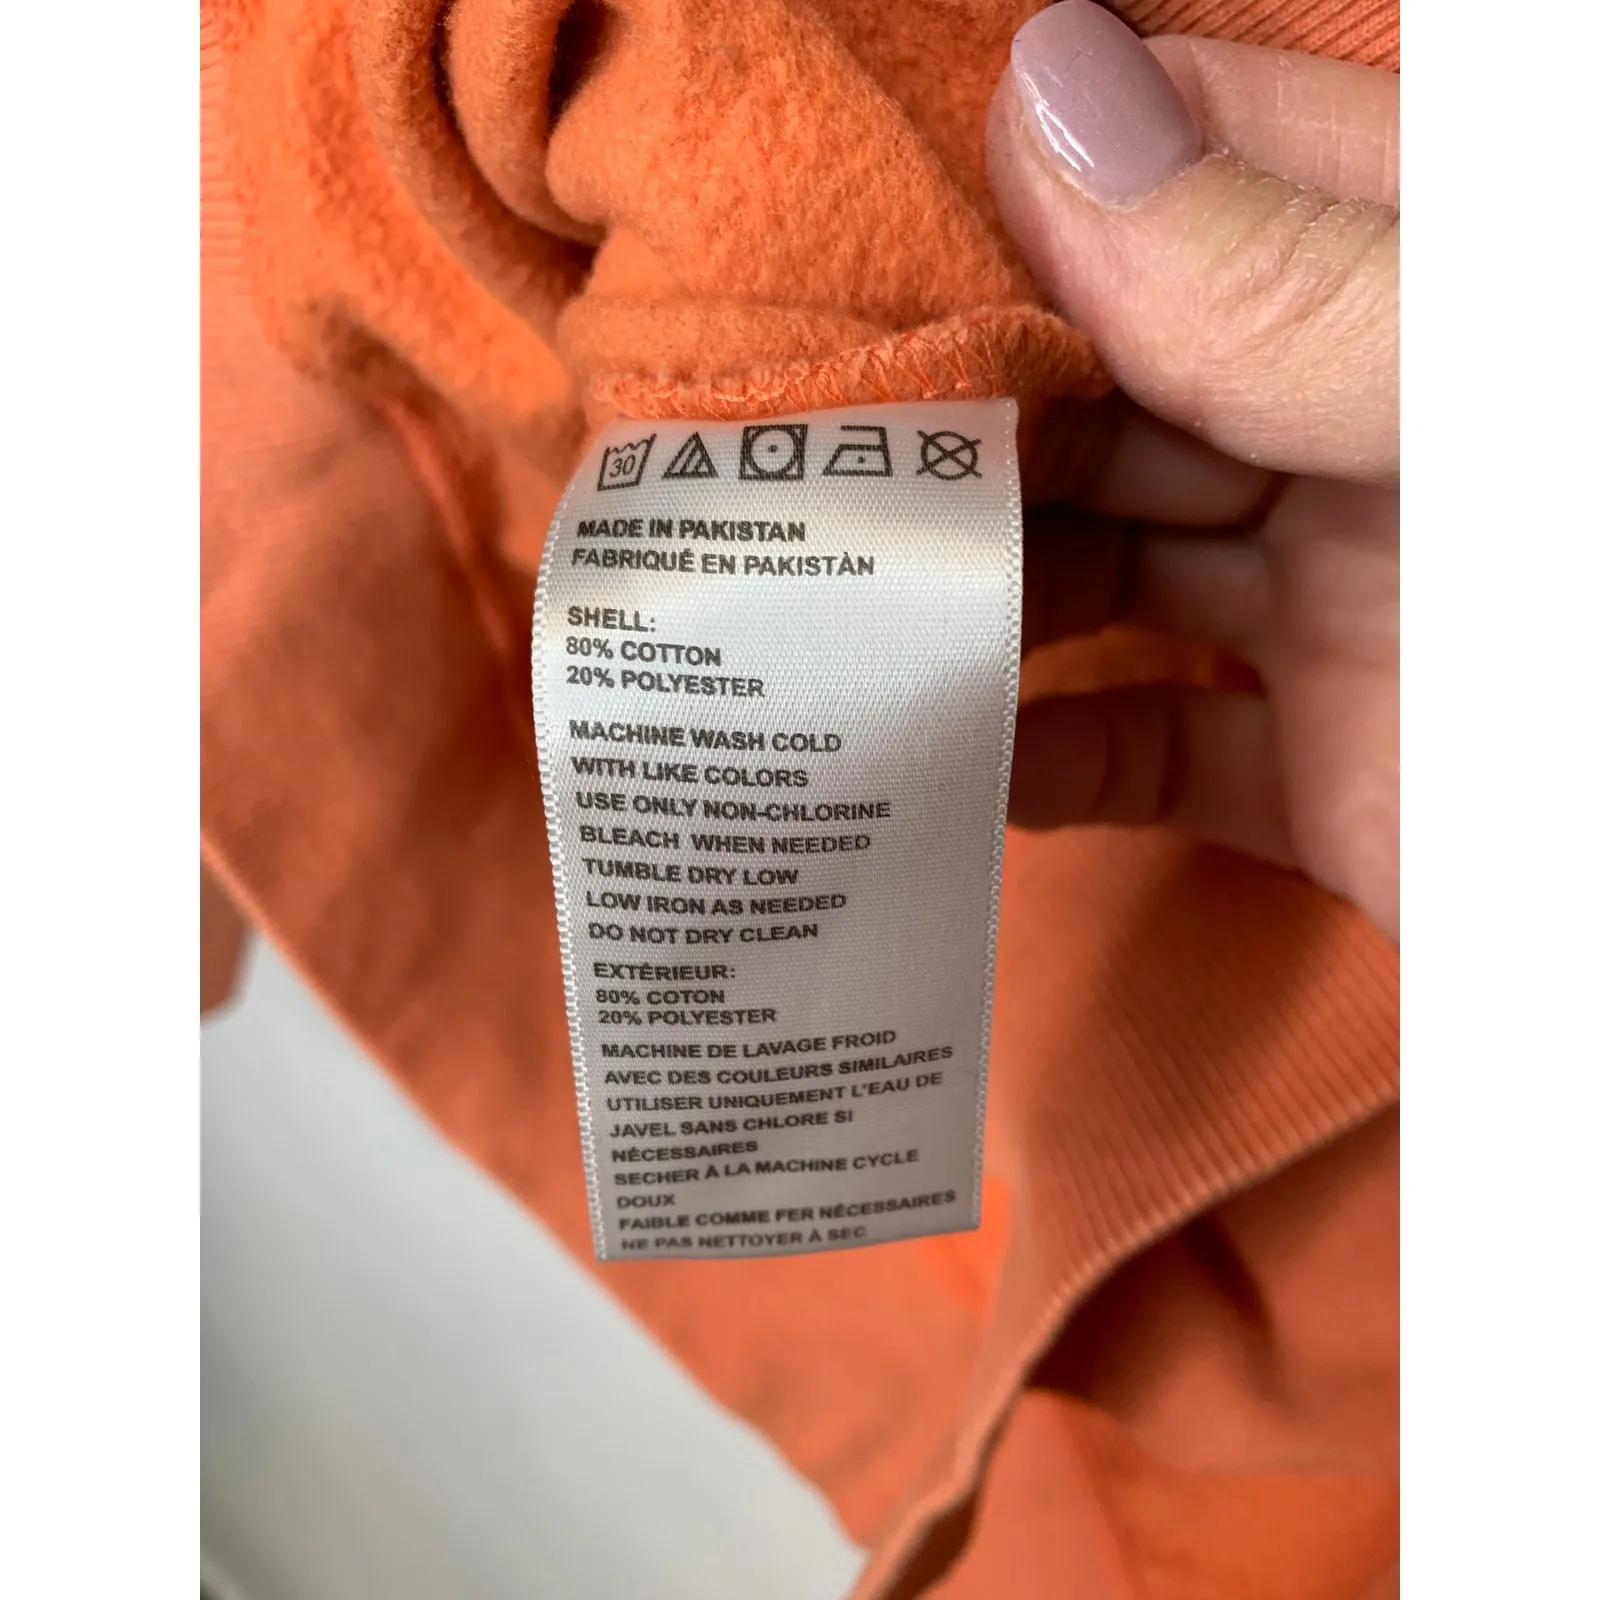 30
MADE IN PAKISTAN
FABRIQUÉ EN PAKISTÀN
SHELL:
80% COTTON
20% POLYESTER
MACHINE WASH COLD
WITH LIKE COLORS
USE ONLY NON-CHLORINE
BLEACH WHEN NEEDED
TUMBLE DRY LOW
LOW IRON AS NEEDED
DO NOT DRY CLEAN
EXTÉRIEUR:
80% COTON
20% POLYESTER
MACHINE DE LAVAGE FROID
AVEC DES COULEURS SIMILAIRES
UTILISER UNIQUEMENT L'EAU DE
JAVEL SANS CHLORE SI
NÉCESSAIRES
SECHER À LA MACHINE CYCLE
DOUX
FAIBLE COMME FER NÉCESSAIRES
NE PAS NETTOYER À SEC